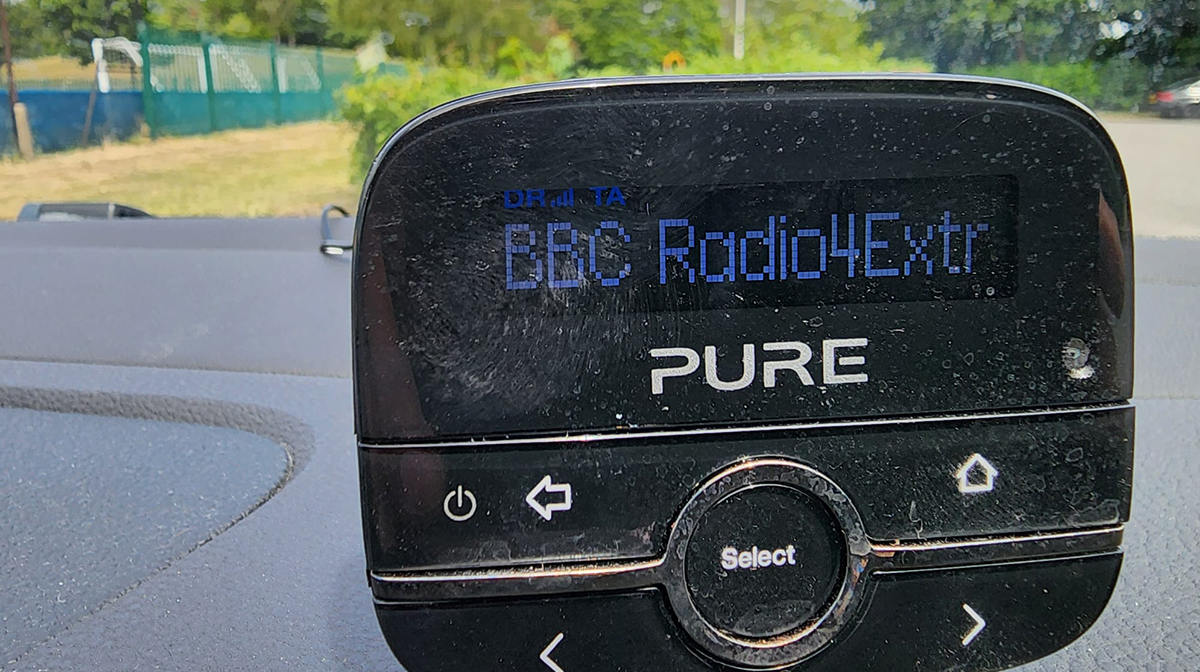 DR TA
BBC Radio4Extr
PURE
Select